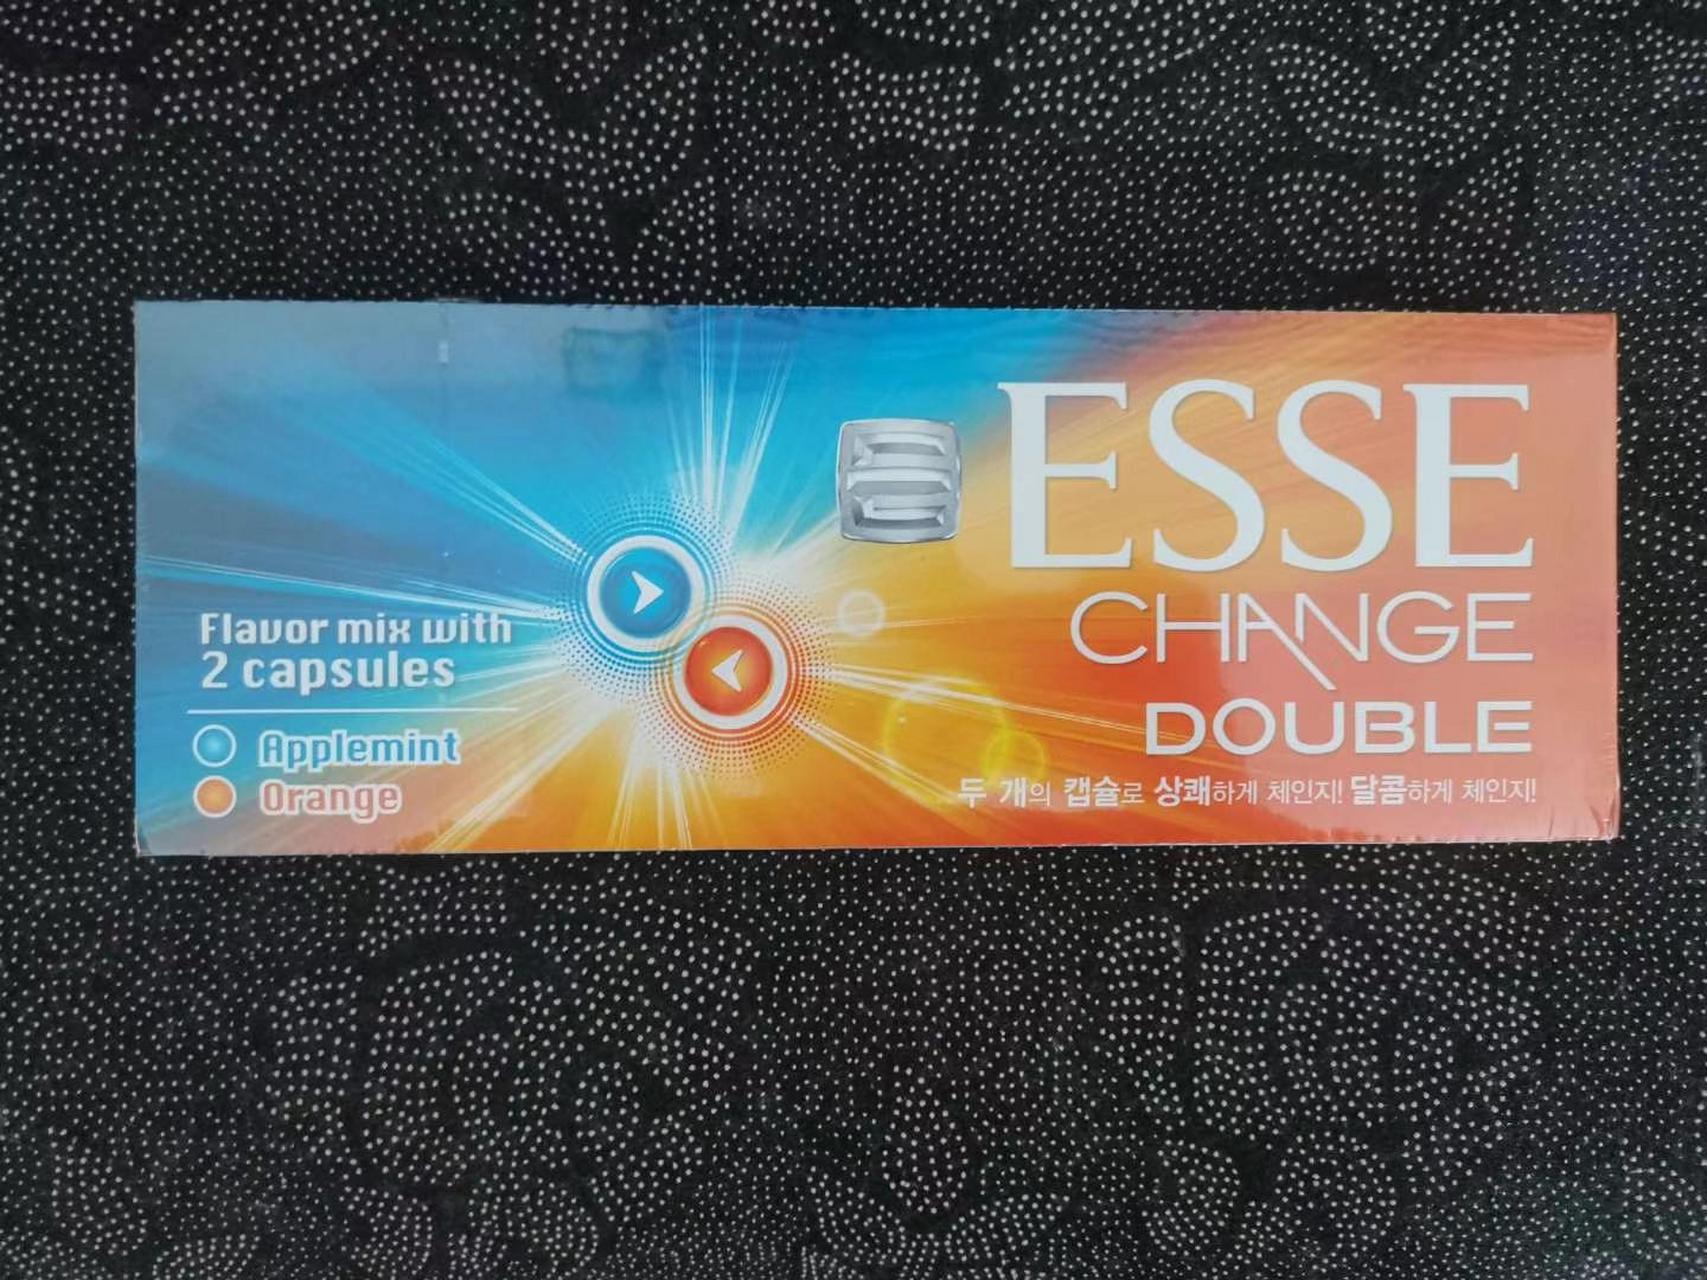 ESSE
CHANGE
DOUBLE
두 개의 캡슐로 상쾌하게 체인지! 달콤하게 체인지!
Flavor mix with
2 capsules
Applemint
Orange